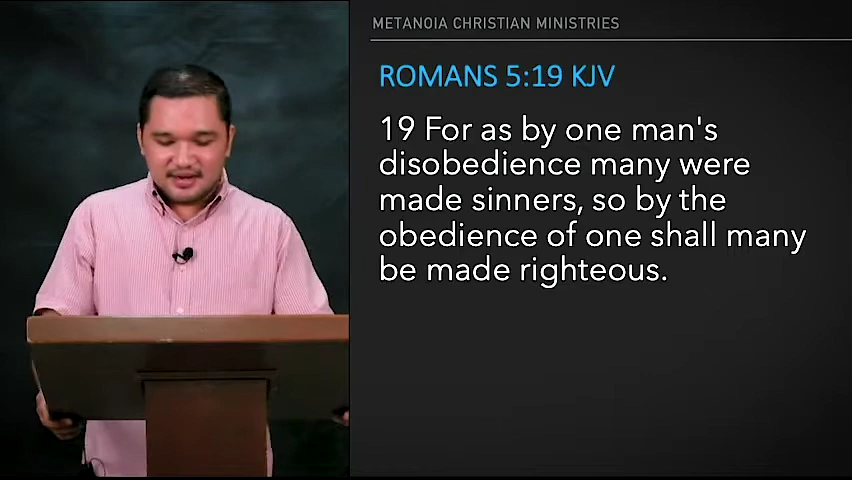 METANOIA CHRISTIAN MINISTRIES
ROMANS 5:19 KJV
19 For as by one man's
disobedience many were
made sinners, so by the
obedience of one shall many
be made righteous.